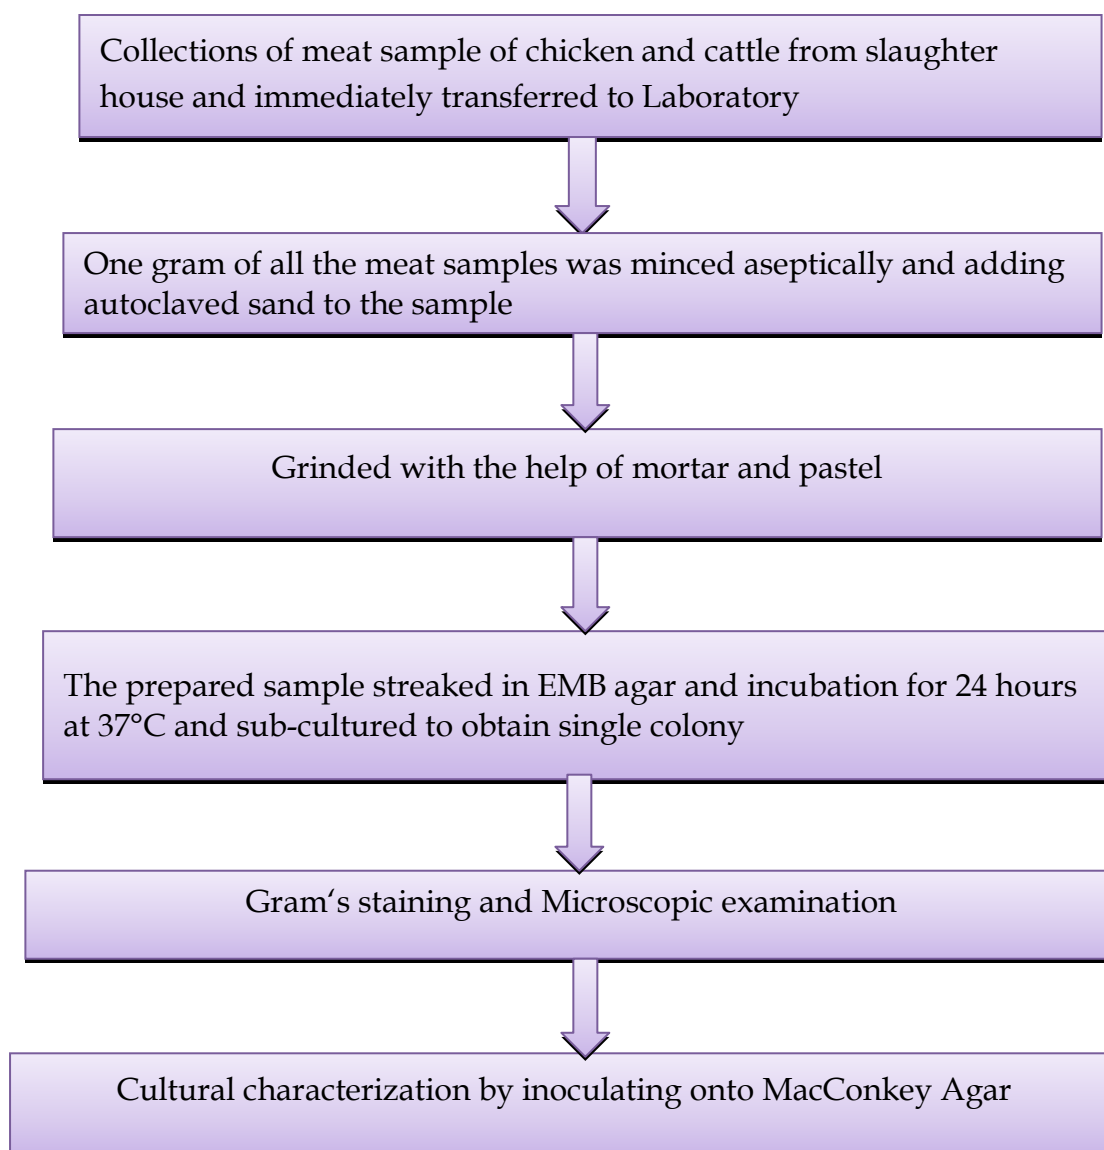 Collections of meat sample of chicken and cattle from slaughter
house and immediately transferred to Laboratory
One gram of all the meat samples was minced aseptically and adding
autoclaved sand to the sample
Grinded with the help of mortar and pastel
The prepared sample streaked in EMB agar and incubation for 24 hours
at 37°C and sub-cultured to obtain single colony
Gram‘s staining and Microscopic examination
Cultural characterization by inoculating onto MacConkey Agar